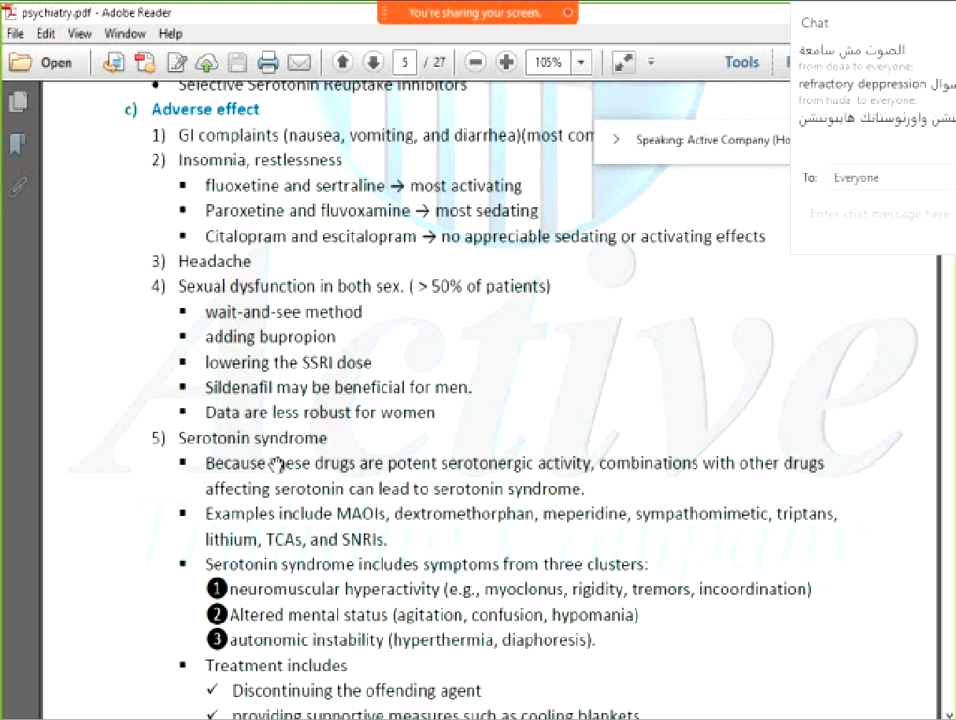 psychiatry.pdf - Adobe Reader
You're sharing your screen.
File Edit View Window Help
Open 5 / 27 105% Tools
Selective Serotonin Reuptake Inhibitors
c) Adverse effect
1) GI complaints (nausea, vomiting, and diarrhea)(most com
2) Insomnia, restlessness
▪ fluoxetine and sertraline → most activating
▪ Paroxetine and fluvoxamine → most sedating
▪ Citalopram and escitalopram → no appreciable sedating or activating effects
3) Headache
4) Sexual dysfunction in both sex. ( > 50% of patients)
▪ wait-and-see method
▪ adding bupropion
▪ lowering the SSRI dose
▪ Sildenafil may be beneficial for men.
▪ Data are less robust for women
5) Serotonin syndrome
▪ Because these drugs are potent serotonergic activity, combinations with other drugs
affecting serotonin can lead to serotonin syndrome.
▪ Examples include MAOIs, dextromethorphan, meperidine, sympathomimetic, triptans,
lithium, TCAs, and SNRIs.
▪ Serotonin syndrome includes symptoms from three clusters:
❶ neuromuscular hyperactivity (e.g., myoclonus, rigidity, tremors, incoordination)
❷ Altered mental status (agitation, confusion, hypomania)
❸ autonomic instability (hyperthermia, diaphoresis).
▪ Treatment includes
✓ Discontinuing the offending agent
✓ providing supportive measures such as cooling blankets
Speaking: Active Company (Ho
Chat
الصوت مش سامعة
from doaa to everyone:
refractory deppression سوال
from huda to everyone:
واورثوستاتك هايبوتنشن
To: Everyone
Enter chat message here
Active
Company